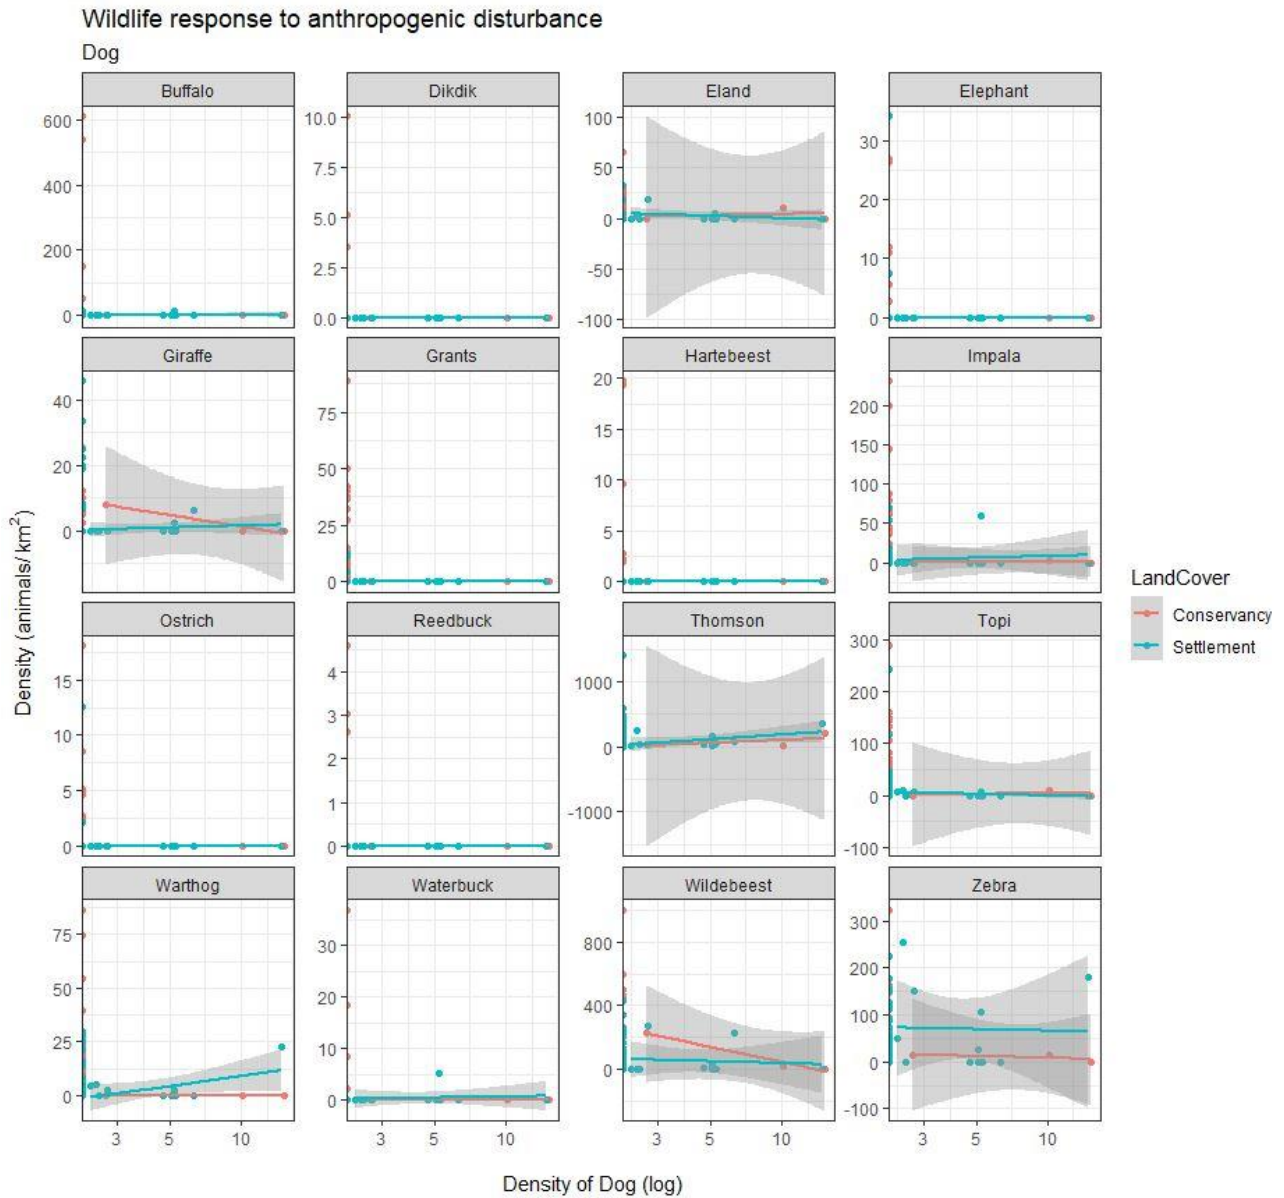 Wildlife response to anthropogenic disturbance
Dog
Buffalo Dikdik Eland Elephant
600 400 200 0
10.0 7.5 5.0 2.5 0.0
100 50 0 -50 -100
30 20 10 0
Giraffe Grants Hartebeest Impala
40 20 0
75 50 25 0
20 15 10 5 0
200 150 100 50 0
Ostrich Reedbuck Thomson Topi
15 10 5 0
4 3 2 1 0
1000 0 -1000
300 200 100 0 -100
Warthog Waterbuck Wildebeest Zebra
75 50 25 0
30 20 10 0
800 400 0
300 200 100 0 -100
3 5 10 3 5 10 3 5 10 3 5 10
Density (animals/ km²)
Density of Dog (log)
LandCover
Conservancy
Settlement